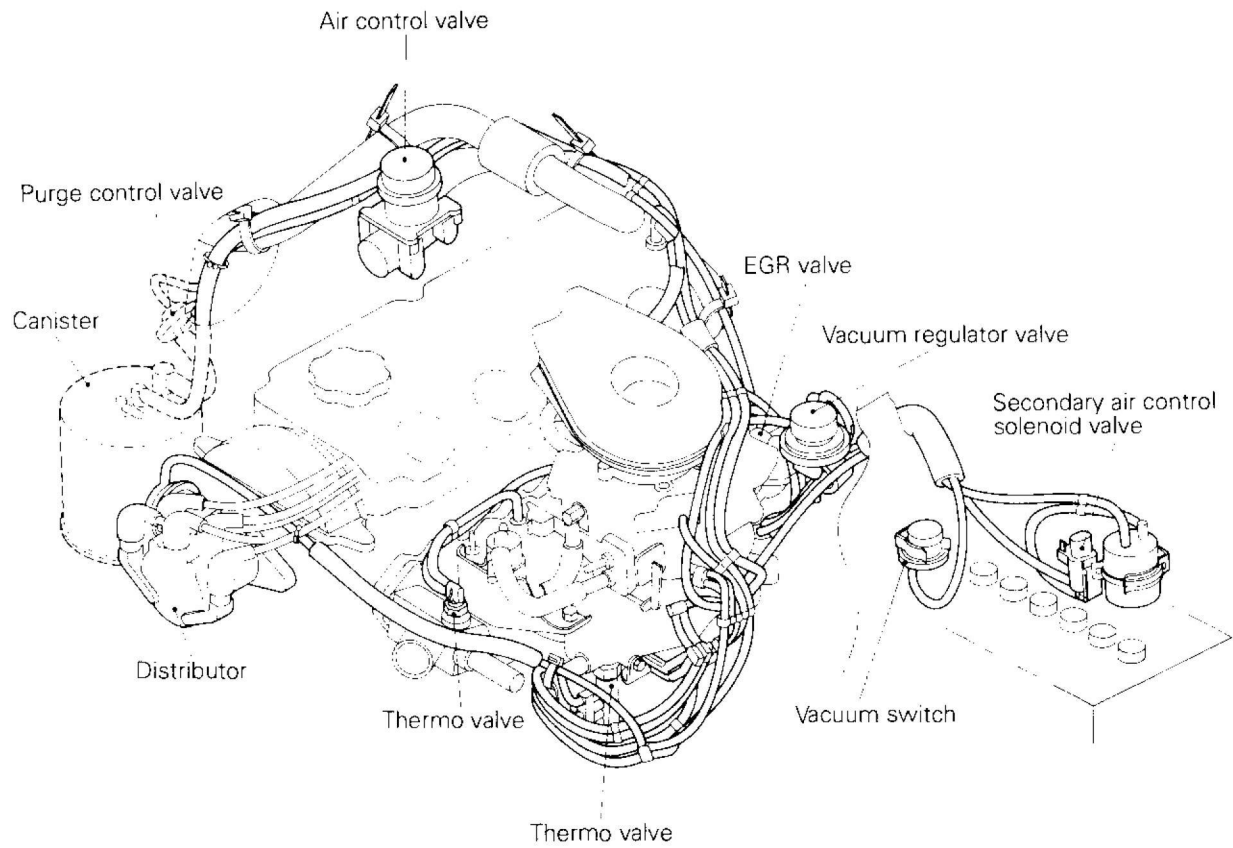 Air control valve
Purge control valve
EGR valve
Canister
Vacuum regulator valve
Secondary air control
solenoid valve
Distributor
Thermo valve
Vacuum switch
Thermo valve